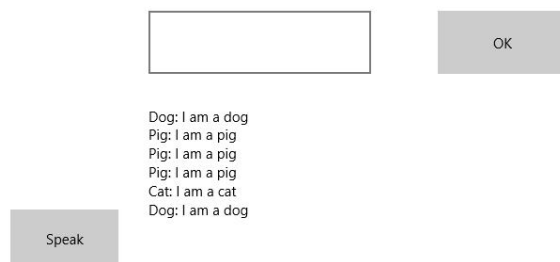 OK
Dog: I am a dog
Pig: I am a pig
Pig: I am a pig
Pig: I am a pig
Cat: I am a cat
Dog: I am a dog
Speak